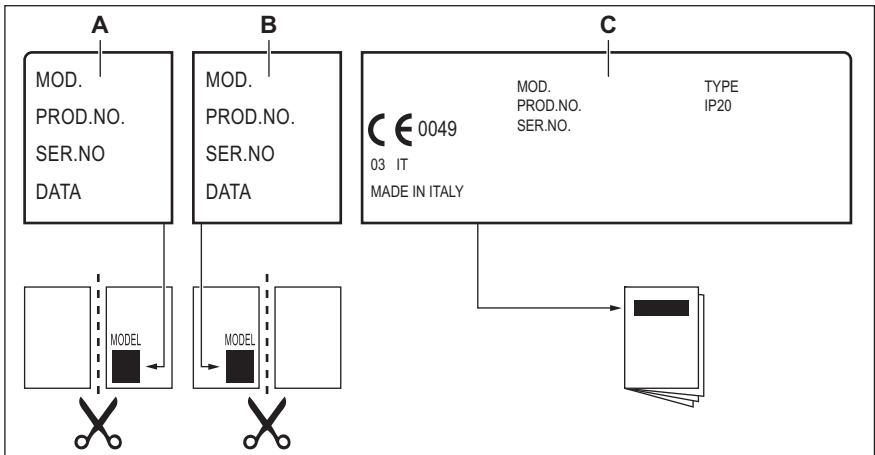 A
B
C
MOD.
PROD.NO.
SER.NO
DATA
MOD.
PROD.NO.
SER.NO
DATA
MOD.
PROD.NO.
SER.NO.
TYPE
IP20
CE 0049
03 IT
MADE IN ITALY
MODEL
MODEL